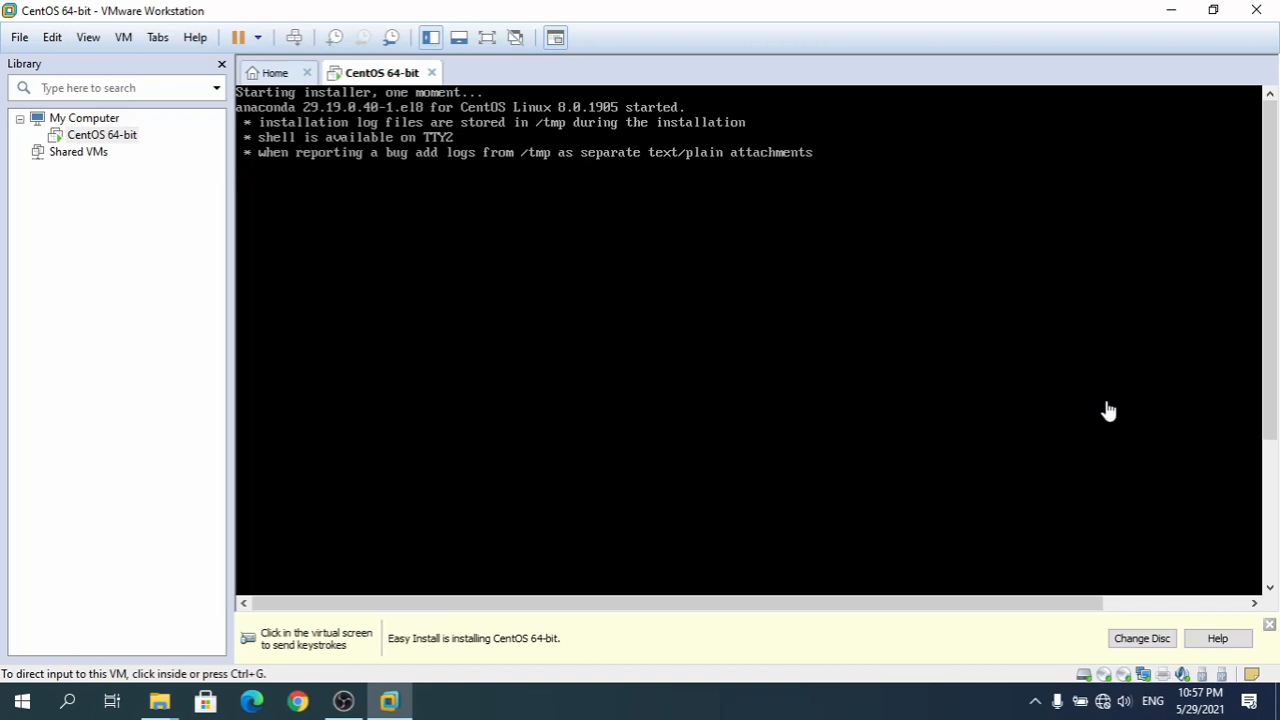 CentOS 64-bit - VMware Workstation
File Edit View VM Tabs Help
Library
Type here to search
My Computer
CentOS 64-bit
Shared VMs
Home
CentOS 64-bit
Starting installer, one moment...
anaconda 29.19.0.40-1.el8 for CentOS Linux 8.0.1905 started.
* installation log files are stored in /tmp during the installation
* shell is available on TTY2
* when reporting a bug add logs from /tmp as separate text/plain attachments
Click in the virtual screen
to send keystrokes
Easy Install is installing CentOS 64-bit.
Change Disc
Help
To direct input to this VM, click inside or press Ctrl+G.
ENG
10:57 PM
5/29/2021